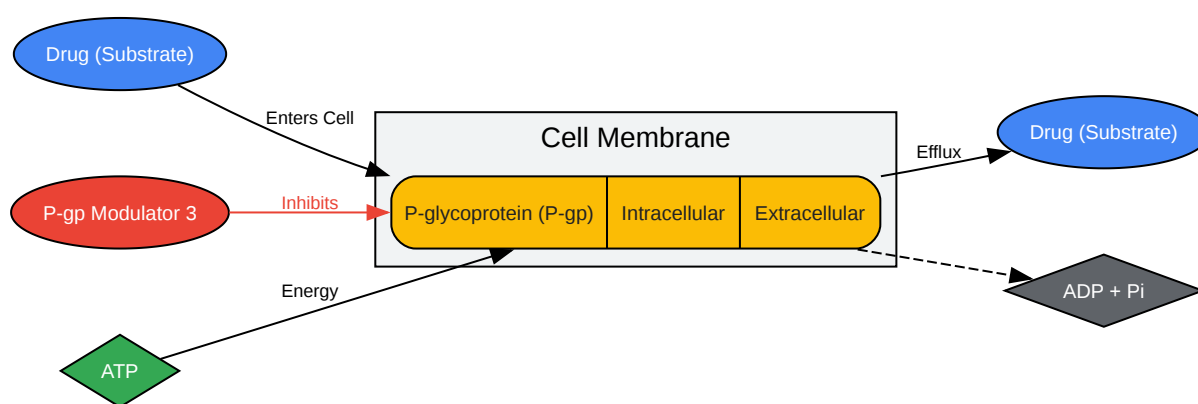 Drug (Substrate)
Enters Cell
Cell Membrane
Efflux
Drug (Substrate)
P-gp Modulator 3
Inhibits
P-glycoprotein (P-gp)
Intracellular
Extracellular
Energy
ADP + Pi
ATP